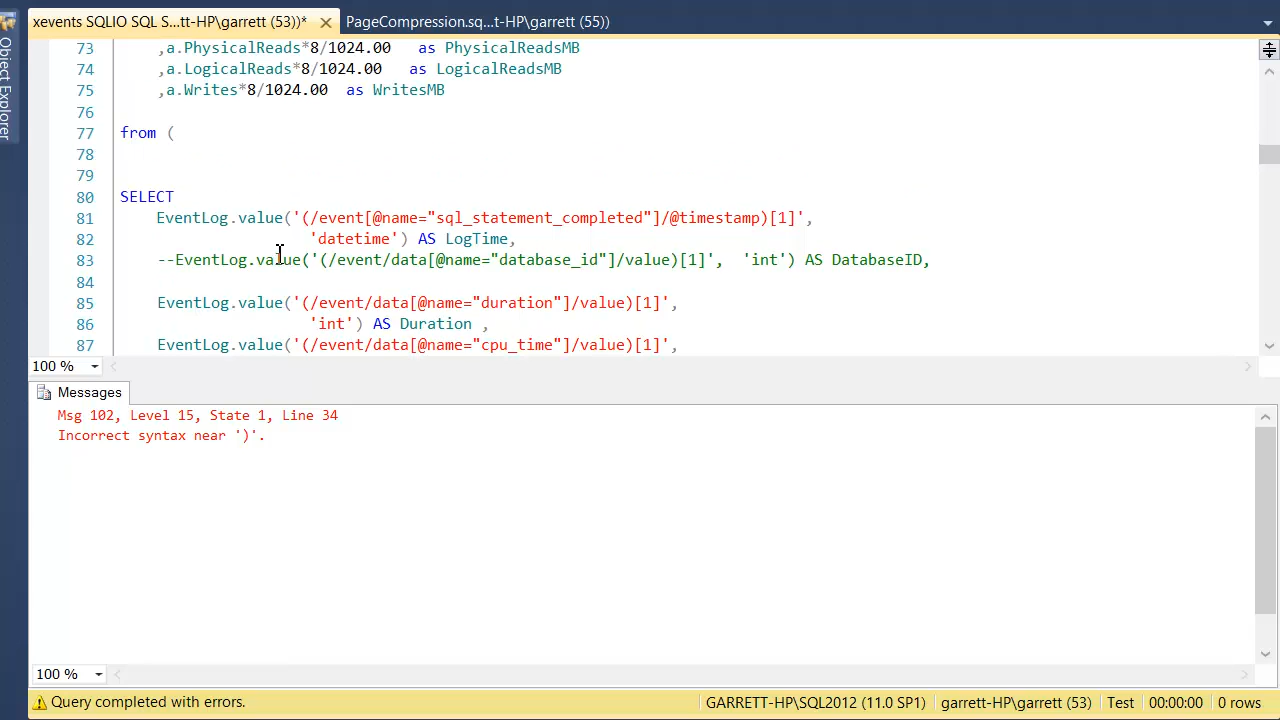 xevents SQLIO SQL S...tt-HP\garrett (53))*
PageCompression.sq...t-HP\garrett (55))
Object Explorer
73 ,a.PhysicalReads*8/1024.00 as PhysicalReadsMB
74 ,a.LogicalReads*8/1024.00 as LogicalReadsMB
75 ,a.Writes*8/1024.00 as WritesMB
76
77 from (
78
79
80 SELECT
81 EventLog.value('(/event[@name="sql_statement_completed"]/@timestamp)[1]',
82 'datetime') AS LogTime,
83 --EventLog.value('(/event/data[@name="database_id"]/value)[1]', 'int') AS DatabaseID,
84
85 EventLog.value('(/event/data[@name="duration"]/value)[1]',
86 'int') AS Duration ,
87 EventLog.value('(/event/data[@name="cpu_time"]/value)[1]',
100 %
Messages
Msg 102, Level 15, State 1, Line 34
Incorrect syntax near ')'.
100 %
Query completed with errors.
GARRETT-HP\SQL2012 (11.0 SP1)
garrett-HP\garrett (53)
Test
00:00:00
0 rows